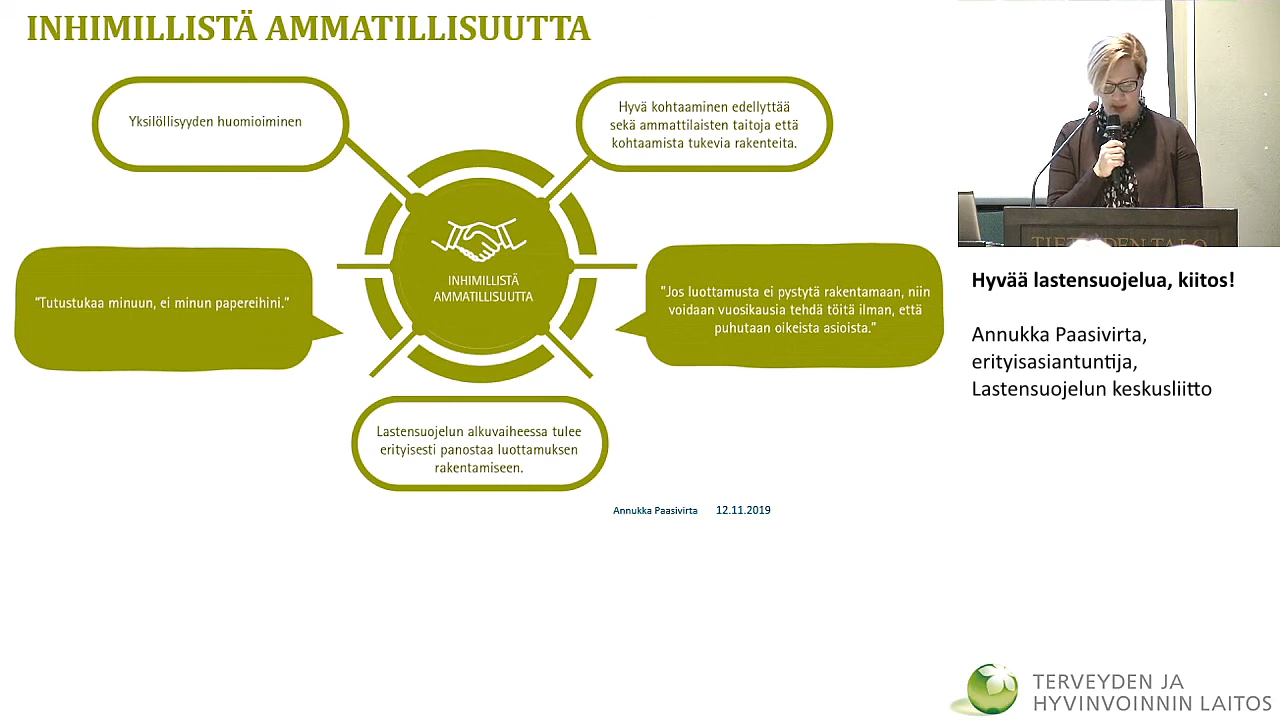 INHIMILLISTÄ AMMATILLISUUTTA
Yksilöllisyyden huomioiminen
Hyvä kohtaaminen edellyttää
sekä ammattilaisten taitoja että
kohtaamista tukevia rakenteita.
INHIMILLISTÄ
AMMATILLISUUTTA
"Tutustukaa minuun, ei minun papereihini."
"Jos luottamusta ei pystytä rakentamaan, niin
voidaan vuosikausia tehdä töitä ilman, että
puhutaan oikeista asioista."
Lastensuojelun alkuvaiheessa tulee
erityisesti panostaa luottamuksen
rakentamiseen.
Annukka Paasivirta 12.11.2019
TIETEIDEN TALO
Hyvää lastensuojelua, kiitos!
Annukka Paasivirta,
erityisasiantuntija,
Lastensuojelun keskusliitto
TERVEYDEN JA
HYVINVOINNIN LAITOS